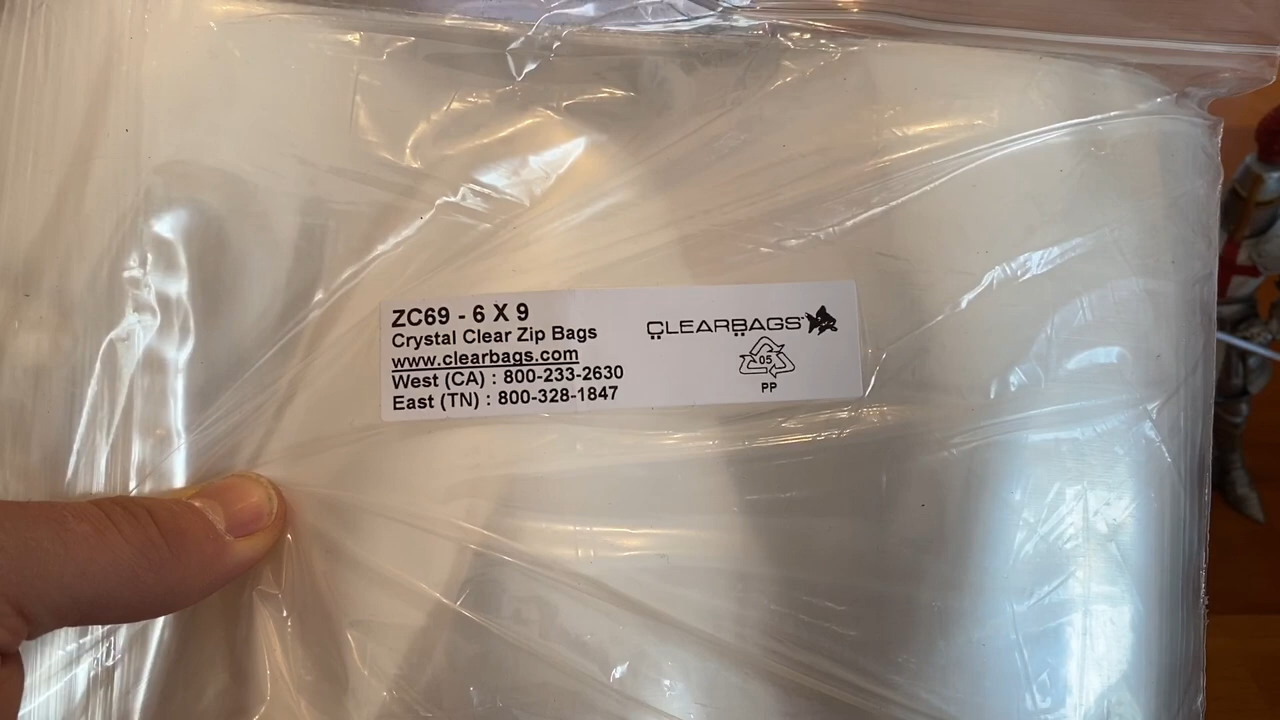 ZC69 - 6 X 9
Crystal Clear Zip Bags
www.clearbags.com
West (CA) : 800-233-2630
East (TN) : 800-328-1847
CLEARBAGS
05
PP